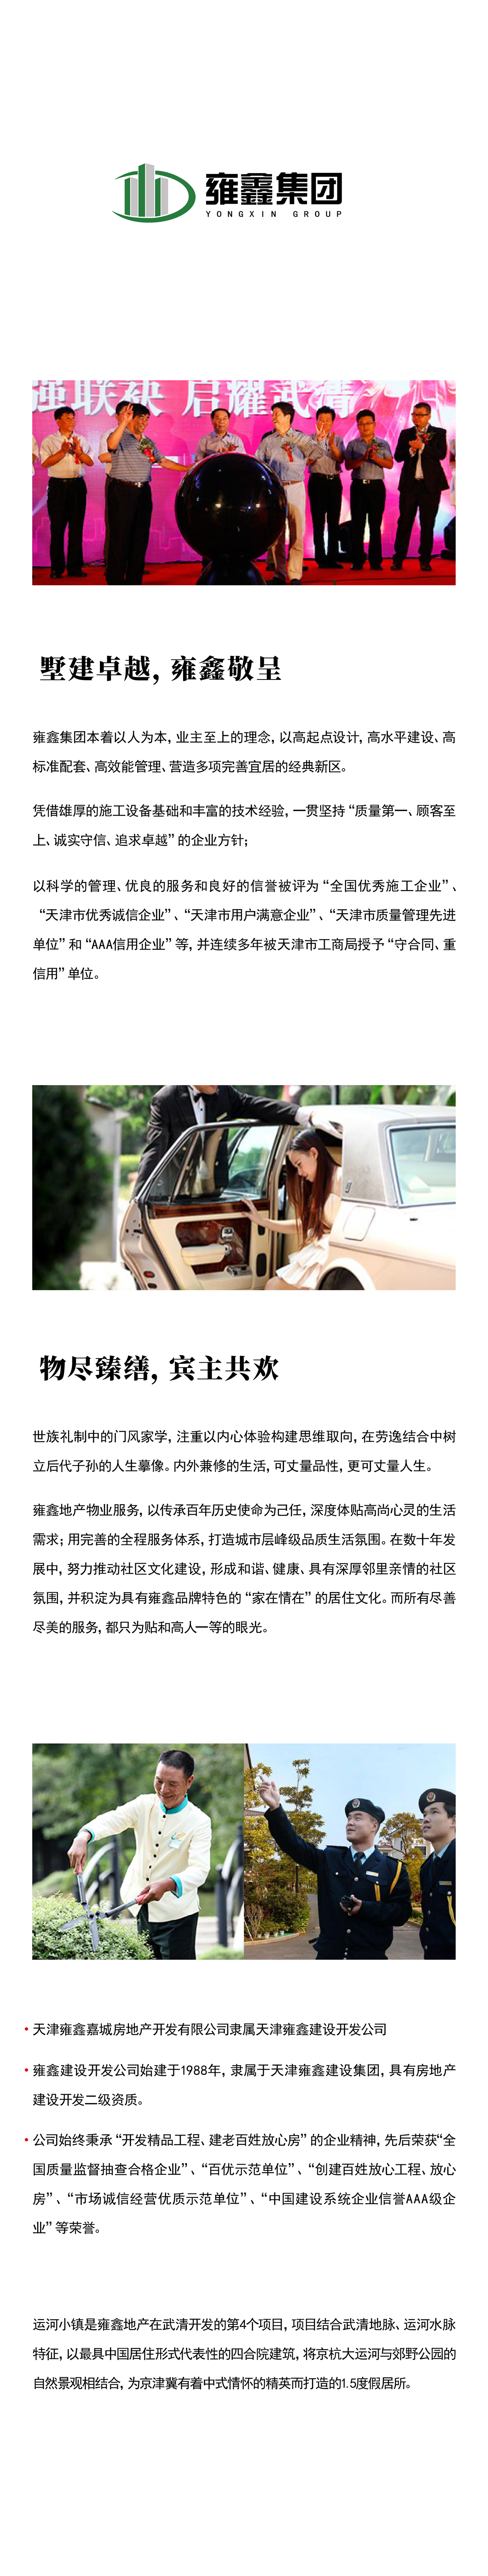 雍鑫集团
YONGXIN GROUP
强联袂 启耀武清
墅建卓越，雍鑫敬呈
雍鑫集团本着以人为本，业主至上的理念，以高起点设计，高水平建设、高
标准配套、高效能管理、营造多项完善宜居的经典新区。
凭借雄厚的施工设备基础和丰富的技术经验，一贯坚持“质量第一、顾客至
上、诚实守信、追求卓越”的企业方针；
以科学的管理、优良的服务和良好的信誉被评为“全国优秀施工企业”、
“天津市优秀诚信企业”、“天津市用户满意企业”、“天津市质量管理先进
单位”和“AAA信用企业”等，并连续多年被天津市工商局授予“守合同、重
信用”单位。
物尽臻缮，宾主共欢
世族礼制中的门风家学，注重以内心体验构建思维取向，在劳逸结合中树
立后代子孙的人生摹像。内外兼修的生活，可丈量品性，更可丈量人生。
雍鑫地产物业服务，以传承百年历史使命为己任，深度体贴高尚心灵的生活
需求；用完善的全程服务体系，打造城市层峰级品质生活氛围。在数十年发
展中，努力推动社区文化建设，形成和谐、健康、具有深厚邻里亲情的社区
氛围，并积淀为具有雍鑫品牌特色的“家在情在”的居住文化。而所有尽善
尽美的服务，都只为贴和高人一等的眼光。
• 天津雍鑫嘉城房地产开发有限公司隶属天津雍鑫建设开发公司
• 雍鑫建设开发公司始建于1988年，隶属于天津雍鑫建设集团，具有房地产
建设开发二级资质。
• 公司始终秉承“开发精品工程、建老百姓放心房”的企业精神，先后荣获“全
国质量监督抽查合格企业”、“百优示范单位”、“创建百姓放心工程、放心
房”、“市场诚信经营优质示范单位”、“中国建设系统企业信誉AAA级企
业”等荣誉。
运河小镇是雍鑫地产在武清开发的第4个项目，项目结合武清地脉、运河水脉
特征，以最具中国居住形式代表性的四合院建筑，将京杭大运河与郊野公园的
自然景观相结合，为京津冀有着中式情怀的精英而打造的1.5度假居所。